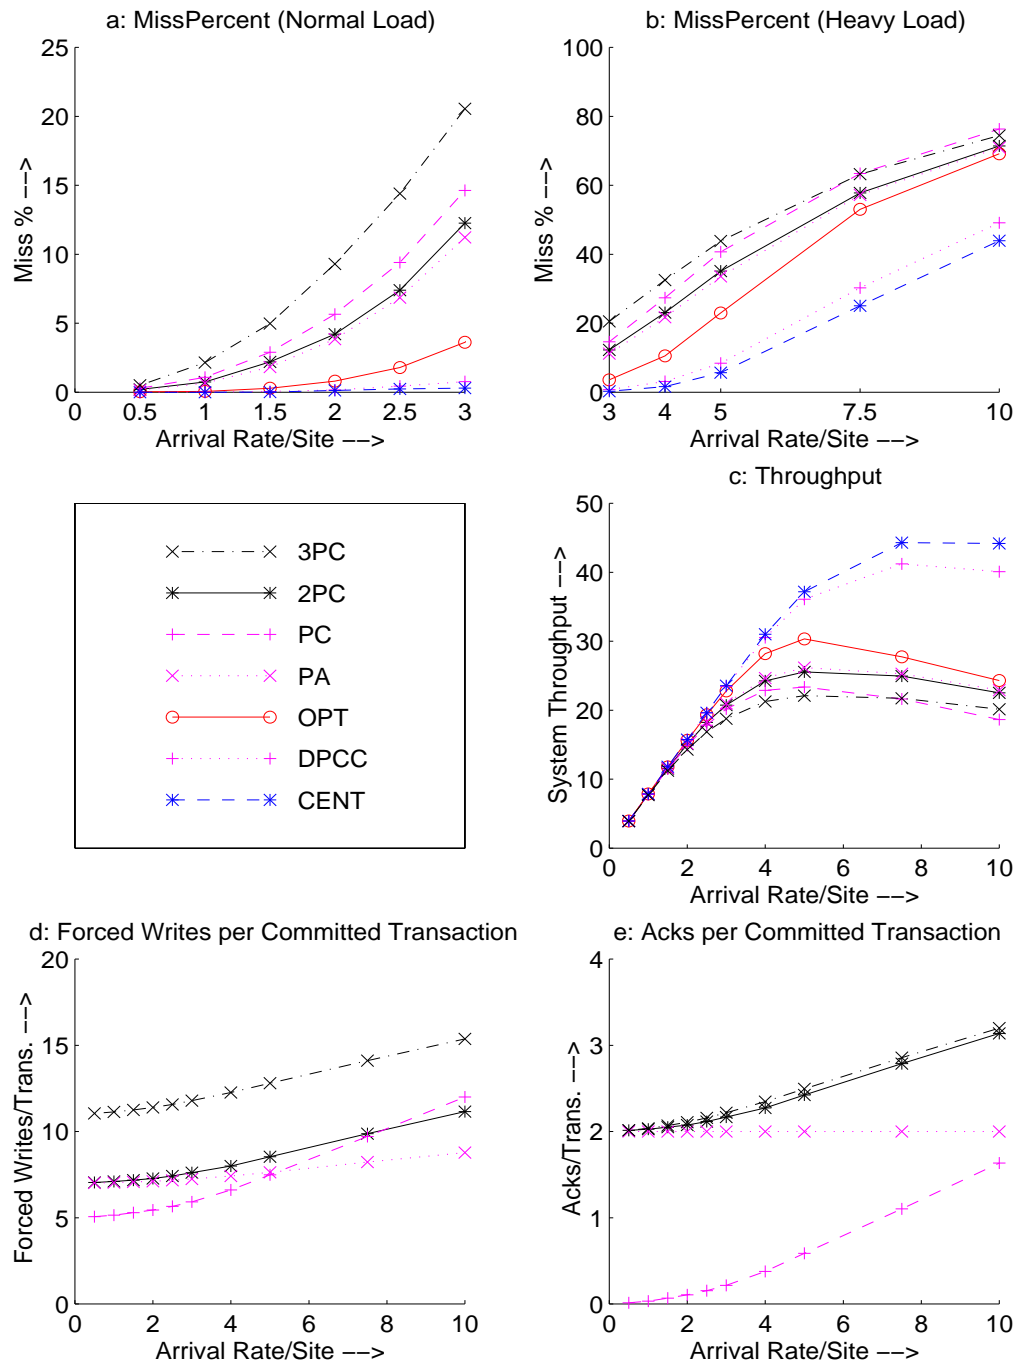 a: MissPercent (Normal Load)
Miss % -->
25
20
15
10
5
0
0 0.5 1 1.5 2 2.5 3
Arrival Rate/Site -->
b: MissPercent (Heavy Load)
Miss % -->
100
80
60
40
20
0
3 4 5 7.5 10
Arrival Rate/Site -->
3PC
2PC
PC
PA
OPT
DPCC
CENT
c: Throughput
System Throughput -->
50
40
30
20
10
0
0 2 4 6 8 10
Arrival Rate/Site -->
d: Forced Writes per Committed Transaction
Forced Writes/Trans. -->
20
15
10
5
0
0 2 4 6 8 10
Arrival Rate/Site -->
e: Acks per Committed Transaction
Acks/Trans. -->
4
3
2
1
0
0 2 4 6 8 10
Arrival Rate/Site -->